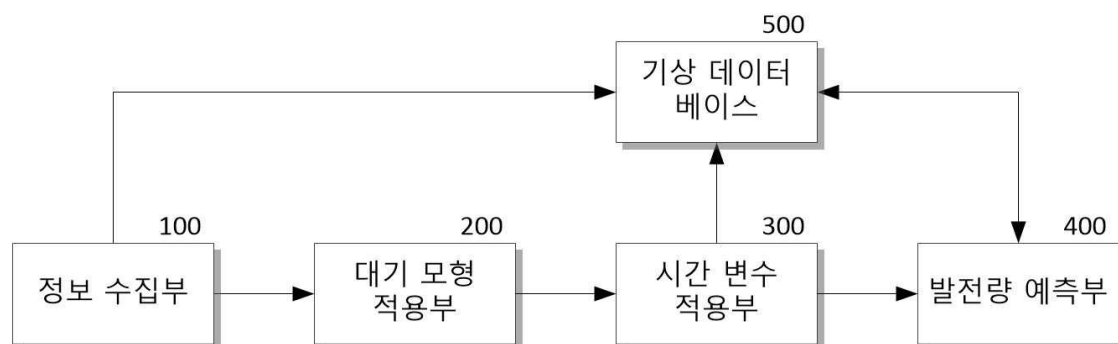 500
기상 데이터
베이스
100
정보 수집부
200
대기 모형
적용부
300
시간 변수
적용부
400
발전량 예측부